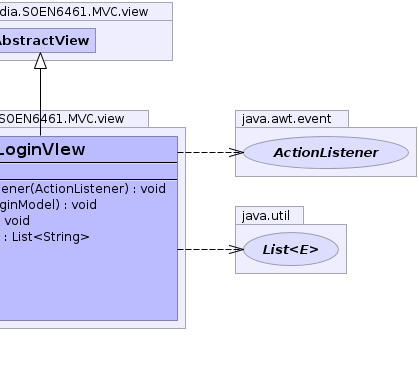 dia.SOEN6461.MVC.view
AbstractView
SOEN6461.MVC.view
java.awt.event
LoginVIew
ActionListener
ener(ActionListener) : void
ginModel) : void
void
: List<String>
java.util
List<E>